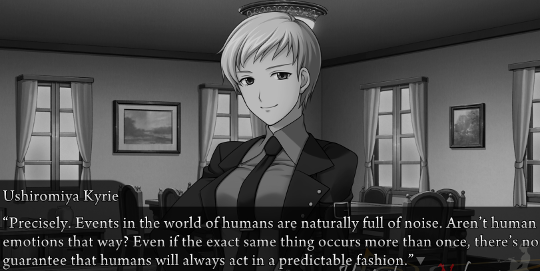 Ushiromiya Kyrie
“Precisely. Events in the world of humans are naturally full of noise. Aren’t human
emotions that way? Even if the exact same thing occurs more than once, there’s no
guarantee that humans will always act in a predictable fashion.”